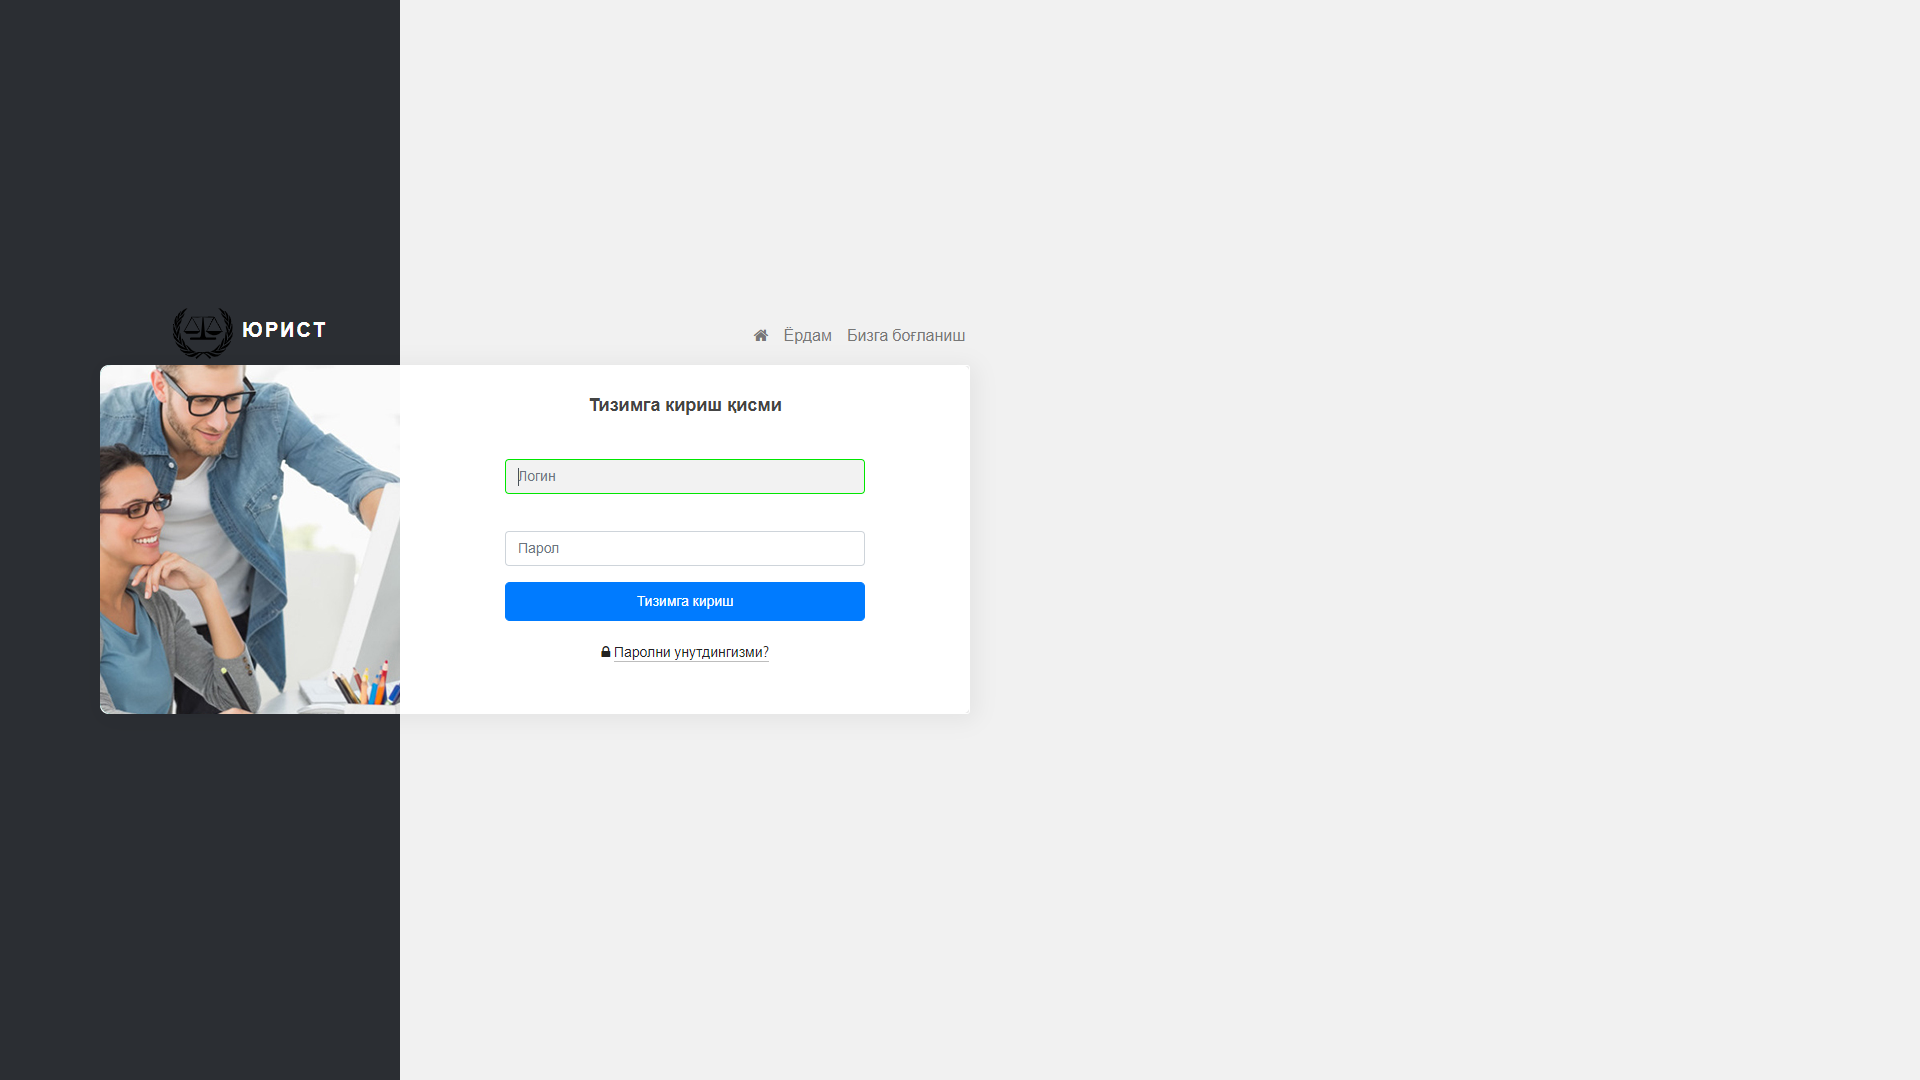 ЮРИСТ
Ёрдам Бизга боғланиш
Тизимга кириш қисми
Логин
Парол
Тизимга кириш
Паролни унутдингизми?